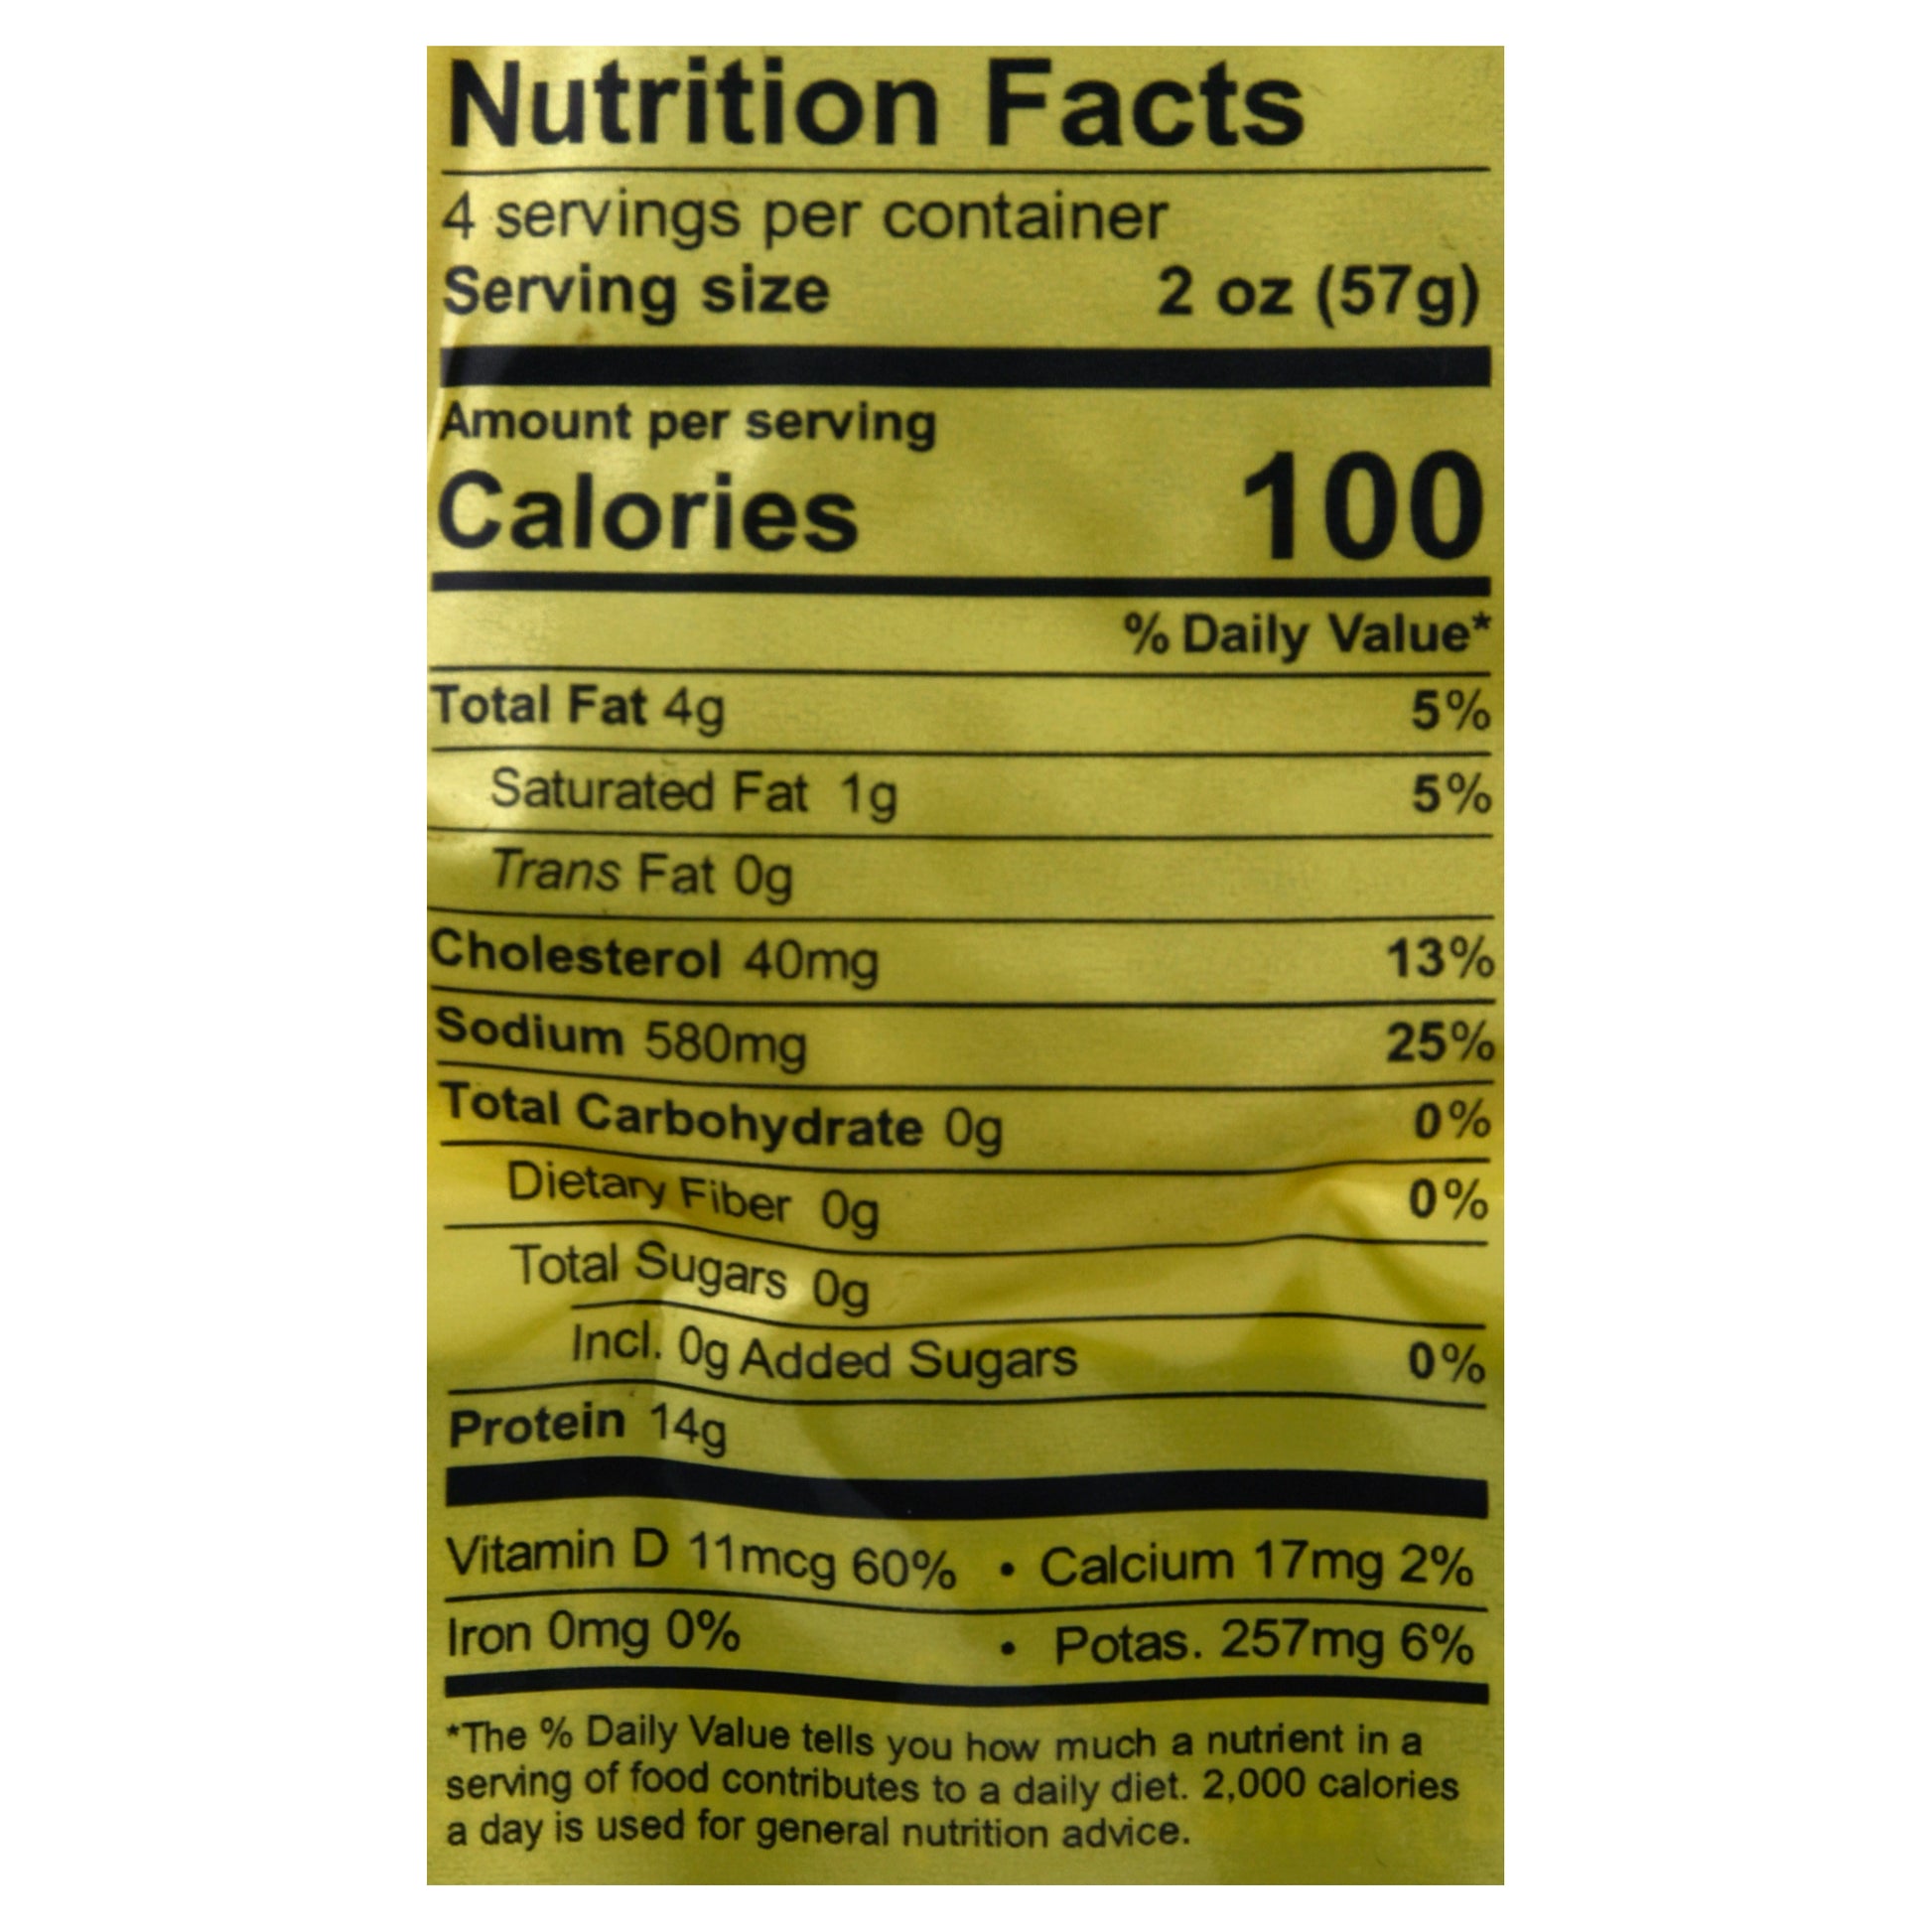 Nutrition Facts
4 servings per container
Serving size 2 oz (57g)
Amount per serving
Calories 100
% Daily Value*
Total Fat 4g 5%
Saturated Fat 1g 5%
Trans Fat 0g
Cholesterol 40mg 13%
Sodium 580mg 25%
Total Carbohydrate 0g 0%
Dietary Fiber 0g 0%
Total Sugars 0g
Incl. 0g Added Sugars 0%
Protein 14g
Vitamin D 11mcg 60% • Calcium 17mg 2%
Iron 0mg 0% • Potas. 257mg 6%
*The % Daily Value tells you how much a nutrient in a
serving of food contributes to a daily diet. 2,000 calories
a day is used for general nutrition advice.